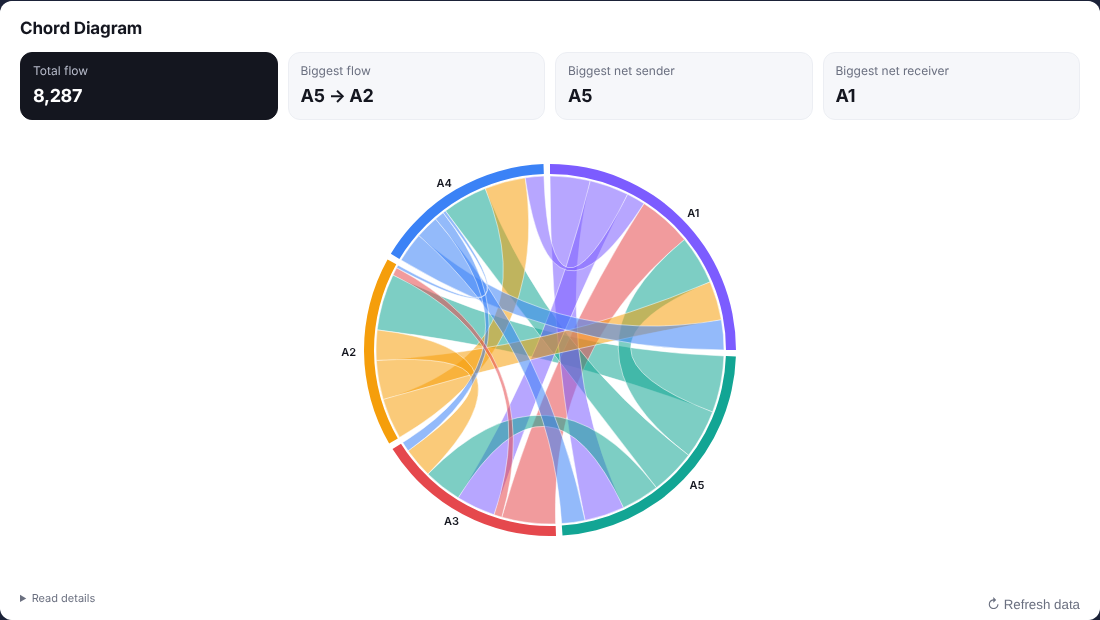 Chord Diagram
Total flow
8,287
Biggest flow
A5 → A2
Biggest net sender
A5
Biggest net receiver
A1
A4
A1
A2
A5
A3
▶ Read details
↻ Refresh data